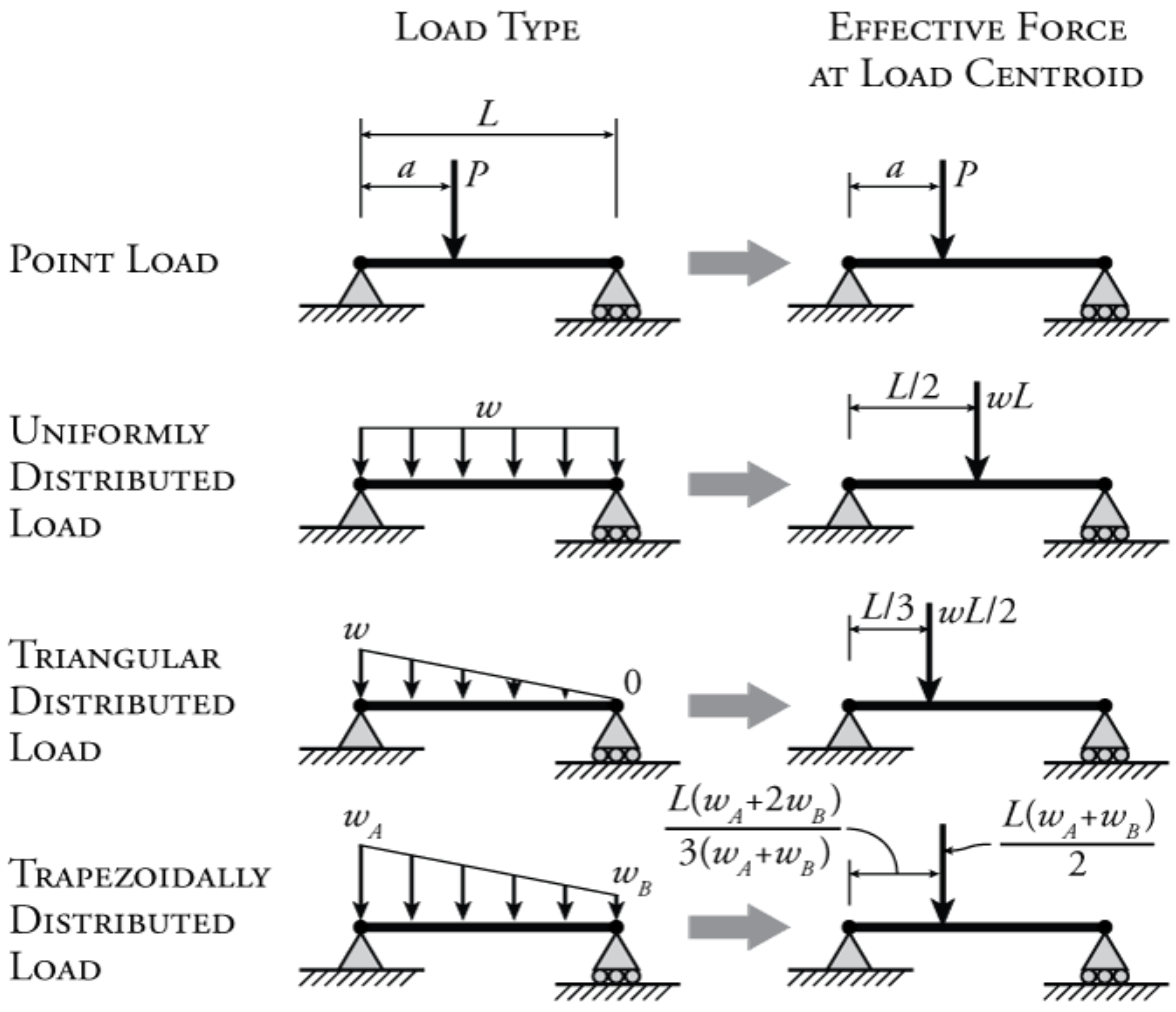 LOAD TYPE
EFFECTIVE FORCE
AT LOAD CENTROID
L
a
P
a
P
POINT LOAD
UNIFORMLY
DISTRIBUTED
LOAD
w
L/2
wL
TRIANGULAR
DISTRIBUTED
LOAD
w
0
L/3
wL/2
TRAPEZOIDALLY
DISTRIBUTED
LOAD
w_A
w_B
L(w_A+2w_B)
3(w_A+w_B)
L(w_A+w_B)
2